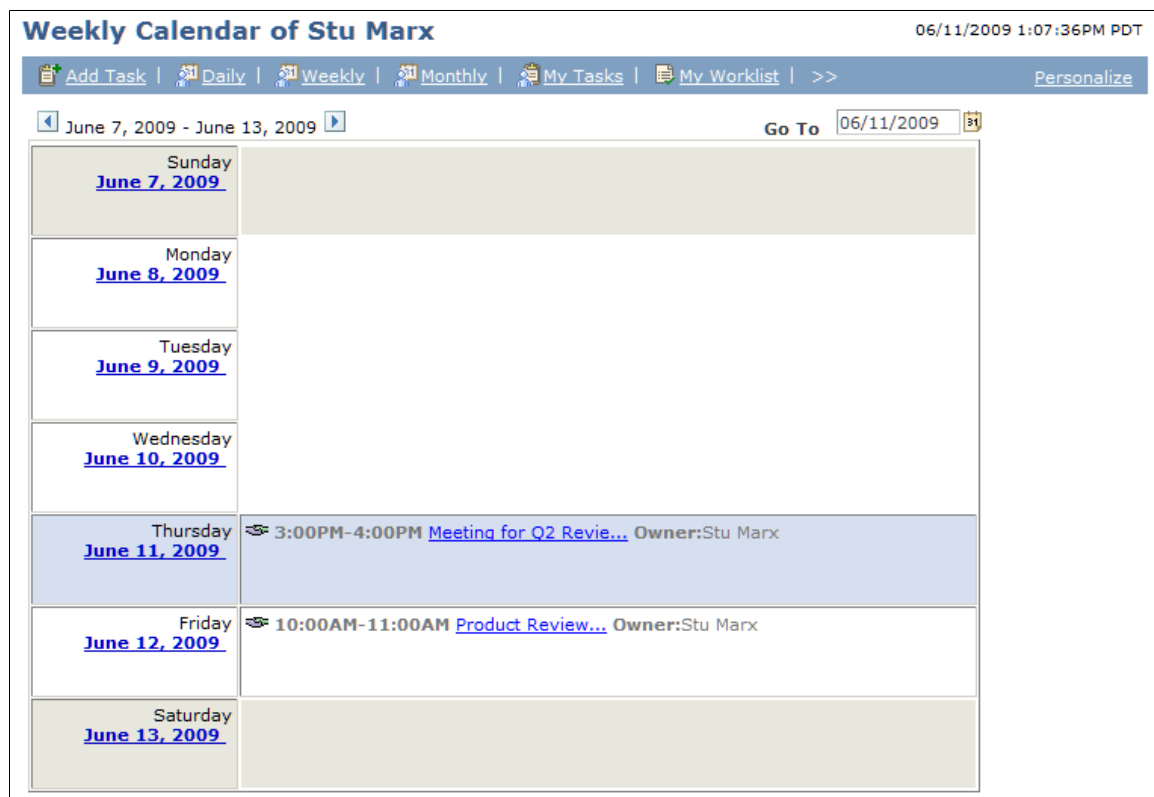 Weekly Calendar of Stu Marx
06/11/2009 1:07:36PM PDT
Add Task | Daily | Weekly | Monthly | My Tasks | My Worklist | >> Personalize
June 7, 2009 - June 13, 2009 Go To 06/11/2009
Sunday
June 7, 2009
Monday
June 8, 2009
Tuesday
June 9, 2009
Wednesday
June 10, 2009
Thursday 3:00PM-4:00PM Meeting for Q2 Revie... Owner:Stu Marx
June 11, 2009
Friday 10:00AM-11:00AM Product Review... Owner:Stu Marx
June 12, 2009
Saturday
June 13, 2009